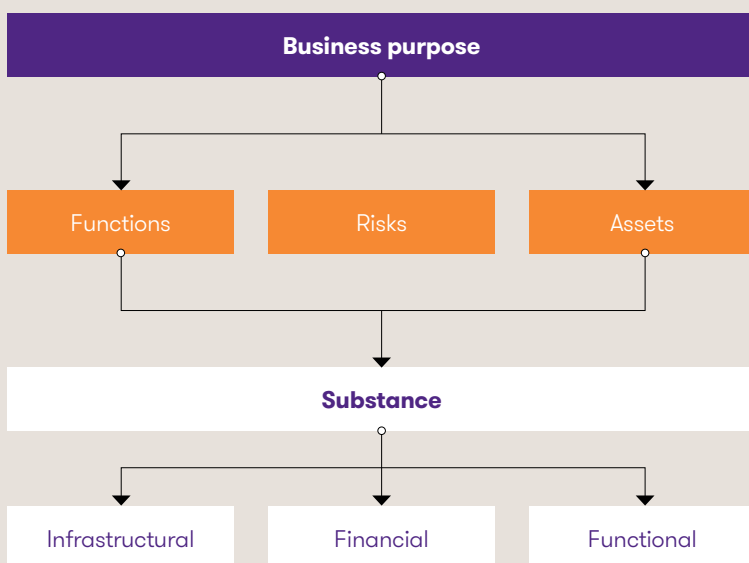 Business purpose
Functions
Risks
Assets
Substance
Infrastructural
Financial
Functional